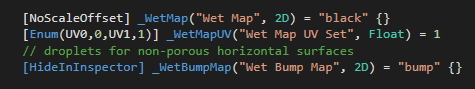 [NoScaleOffset] _WetMap("Wet Map", 2D) = "black" {}
[Enum(UV0,0,UV1,1)] _WetMapUV("Wet Map UV Set", Float) = 1
// droplets for non-porous horizontal surfaces
[HideInInspector] _WetBumpMap("Wet Bump Map", 2D) = "bump" {}